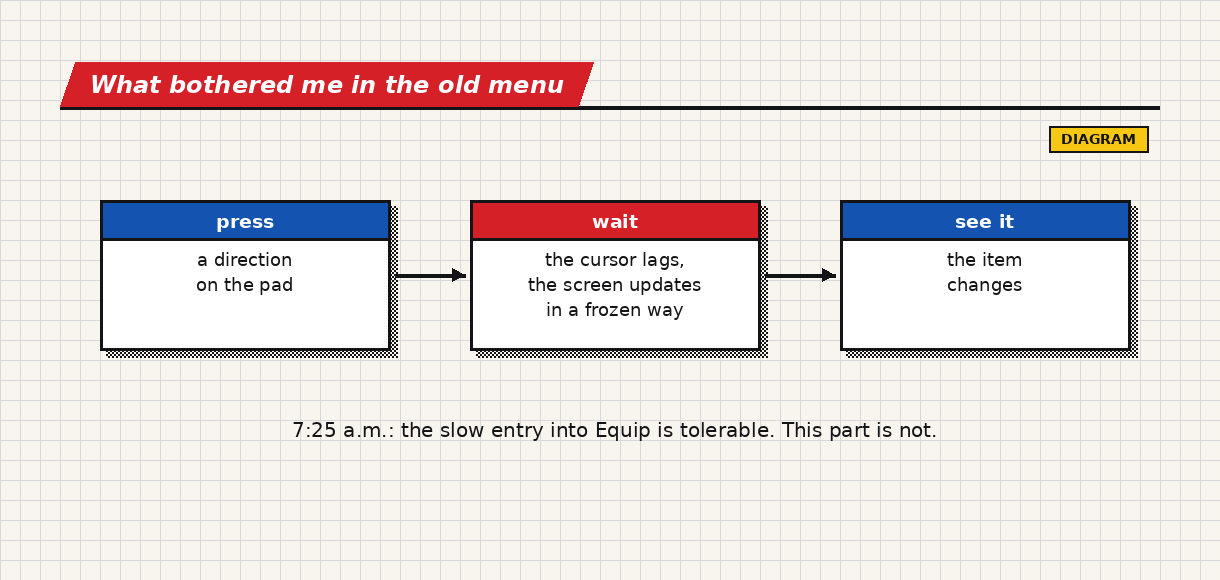 What bothered me in the old menu
DIAGRAM
press
a direction
on the pad
wait
the cursor lags,
the screen updates
in a frozen way
see it
the item
changes
7:25 a.m.: the slow entry into Equip is tolerable. This part is not.